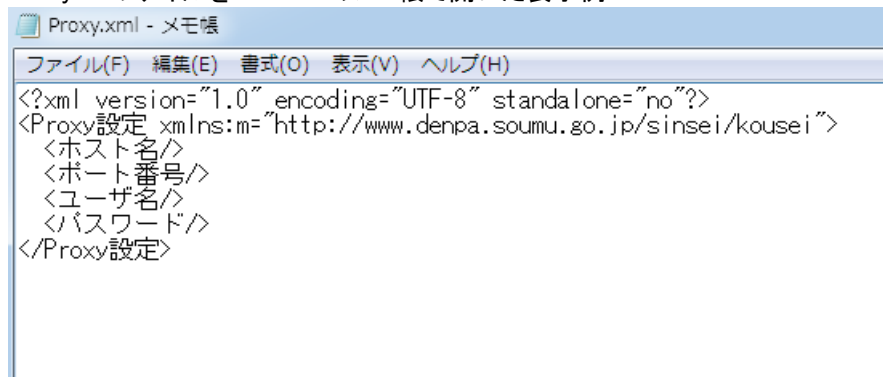 Proxy.xml - メモ帳
ファイル(F) 編集(E) 書式(O) 表示(V) ヘルプ(H)
<?xml version="1.0" encoding="UTF-8" standalone="no"?>
<Proxy設定 xmlns:m="http://www.denpa.soumu.go.jp/sinsei/kousei">
  <ホスト名/>
  <ポート番号/>
  <ユーザ名/>
  <パスワード/>
</Proxy設定>